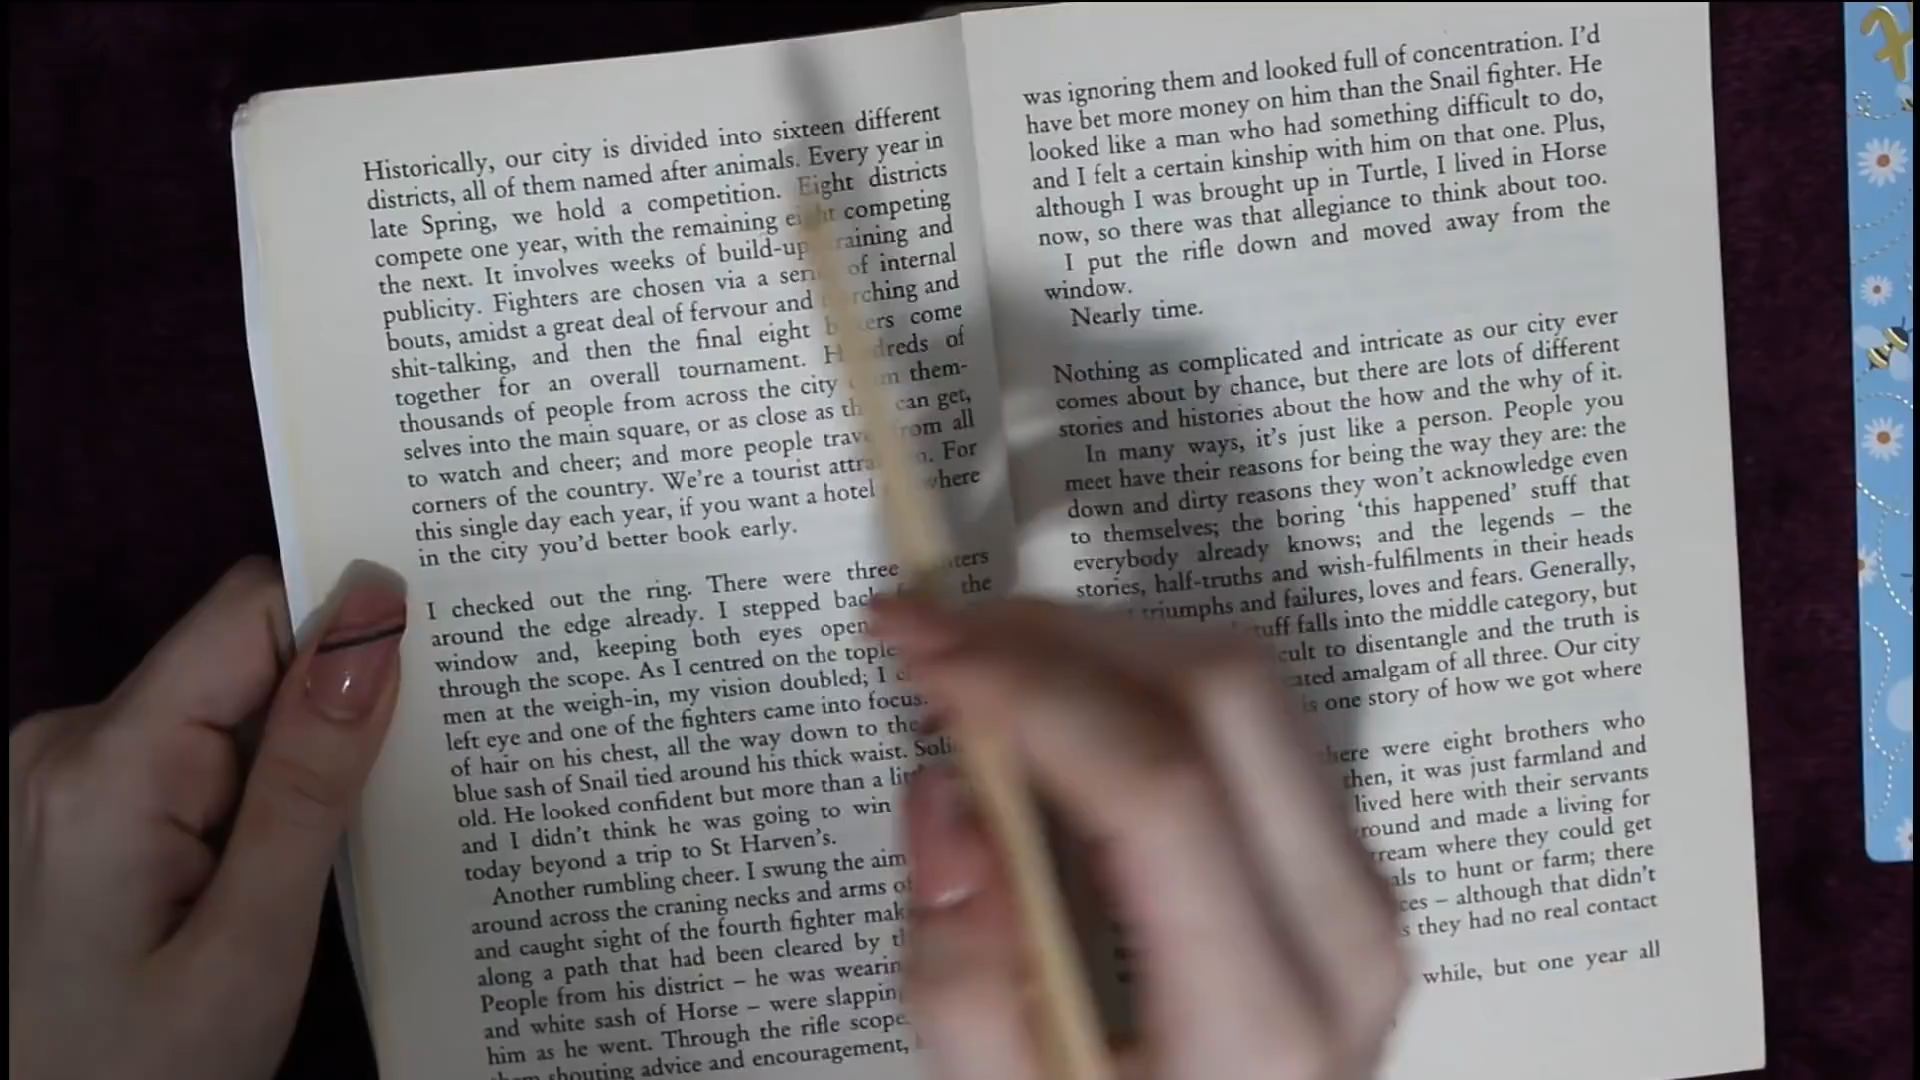 Historically, our city is divided into sixteen different
districts, all of them named after animals. Every year in
late Spring, we hold a competition. Eight districts
compete one year, with the remaining eight competing
the next. It involves weeks of build-up, training and
publicity. Fighters are chosen via a of internal
bouts, amidst a great deal of fervour and and
shit-talking, and then the final eight come
together for an overall tournament. Hundreds of
thousands of people from across the city them-
selves into the main square, or as close as can get,
to watch and cheer; and more people from all
corners of the country. We're a tourist For
this single day each year, if you want a hotel
in the city you'd better book early.
I checked out the ring. There were three
around the edge already. I stepped back the
window and, keeping both eyes open
through the scope. As I centred on the
men at the weigh-in, my vision doubled; I
left eye and one of the fighters came into focus.
of hair on his chest, all the way down to the
blue sash of Snail tied around his thick waist.
old. He looked confident but more than a
and I didn't think he was going to win
today beyond a trip to St Harven's.
Another rumbling cheer. I swung the aim
around across the craning necks and arms
and caught sight of the fourth fighter
along a path that had been cleared by
People from his district – he was
and white sash of Horse – were
him as he went. Through the rifle
shouting advice and encouragement,
was ignoring them and looked full of concentration. I'd
have bet more money on him than the Snail fighter. He
looked like a man who had something difficult to do,
and I felt a certain kinship with him on that one. Plus,
although I was brought up in Turtle, I lived in Horse
now, so there was that allegiance to think about too.
I put the rifle down and moved away from the
window.
Nearly time.
Nothing as complicated and intricate as our city ever
comes about by chance, but there are lots of different
stories and histories about the how and the why of it.
In many ways, it's just like a person. People you
meet have their reasons for being the way they are: the
down and dirty reasons they won't acknowledge even
to themselves; the boring 'this happened' stuff that
everybody already knows; and the legends – the
stories, half-truths and wish-fulfilments in their heads
triumphs and failures, loves and fears. Generally,
stuff falls into the middle category, but
to disentangle and the truth is
amalgam of all three. Our city
is one story of how we got where
there were eight brothers who
then, it was just farmland and
lived here with their servants
and made a living for
where they could get
to hunt or farm; there
– although that didn't
they had no real contact
while, but one year all